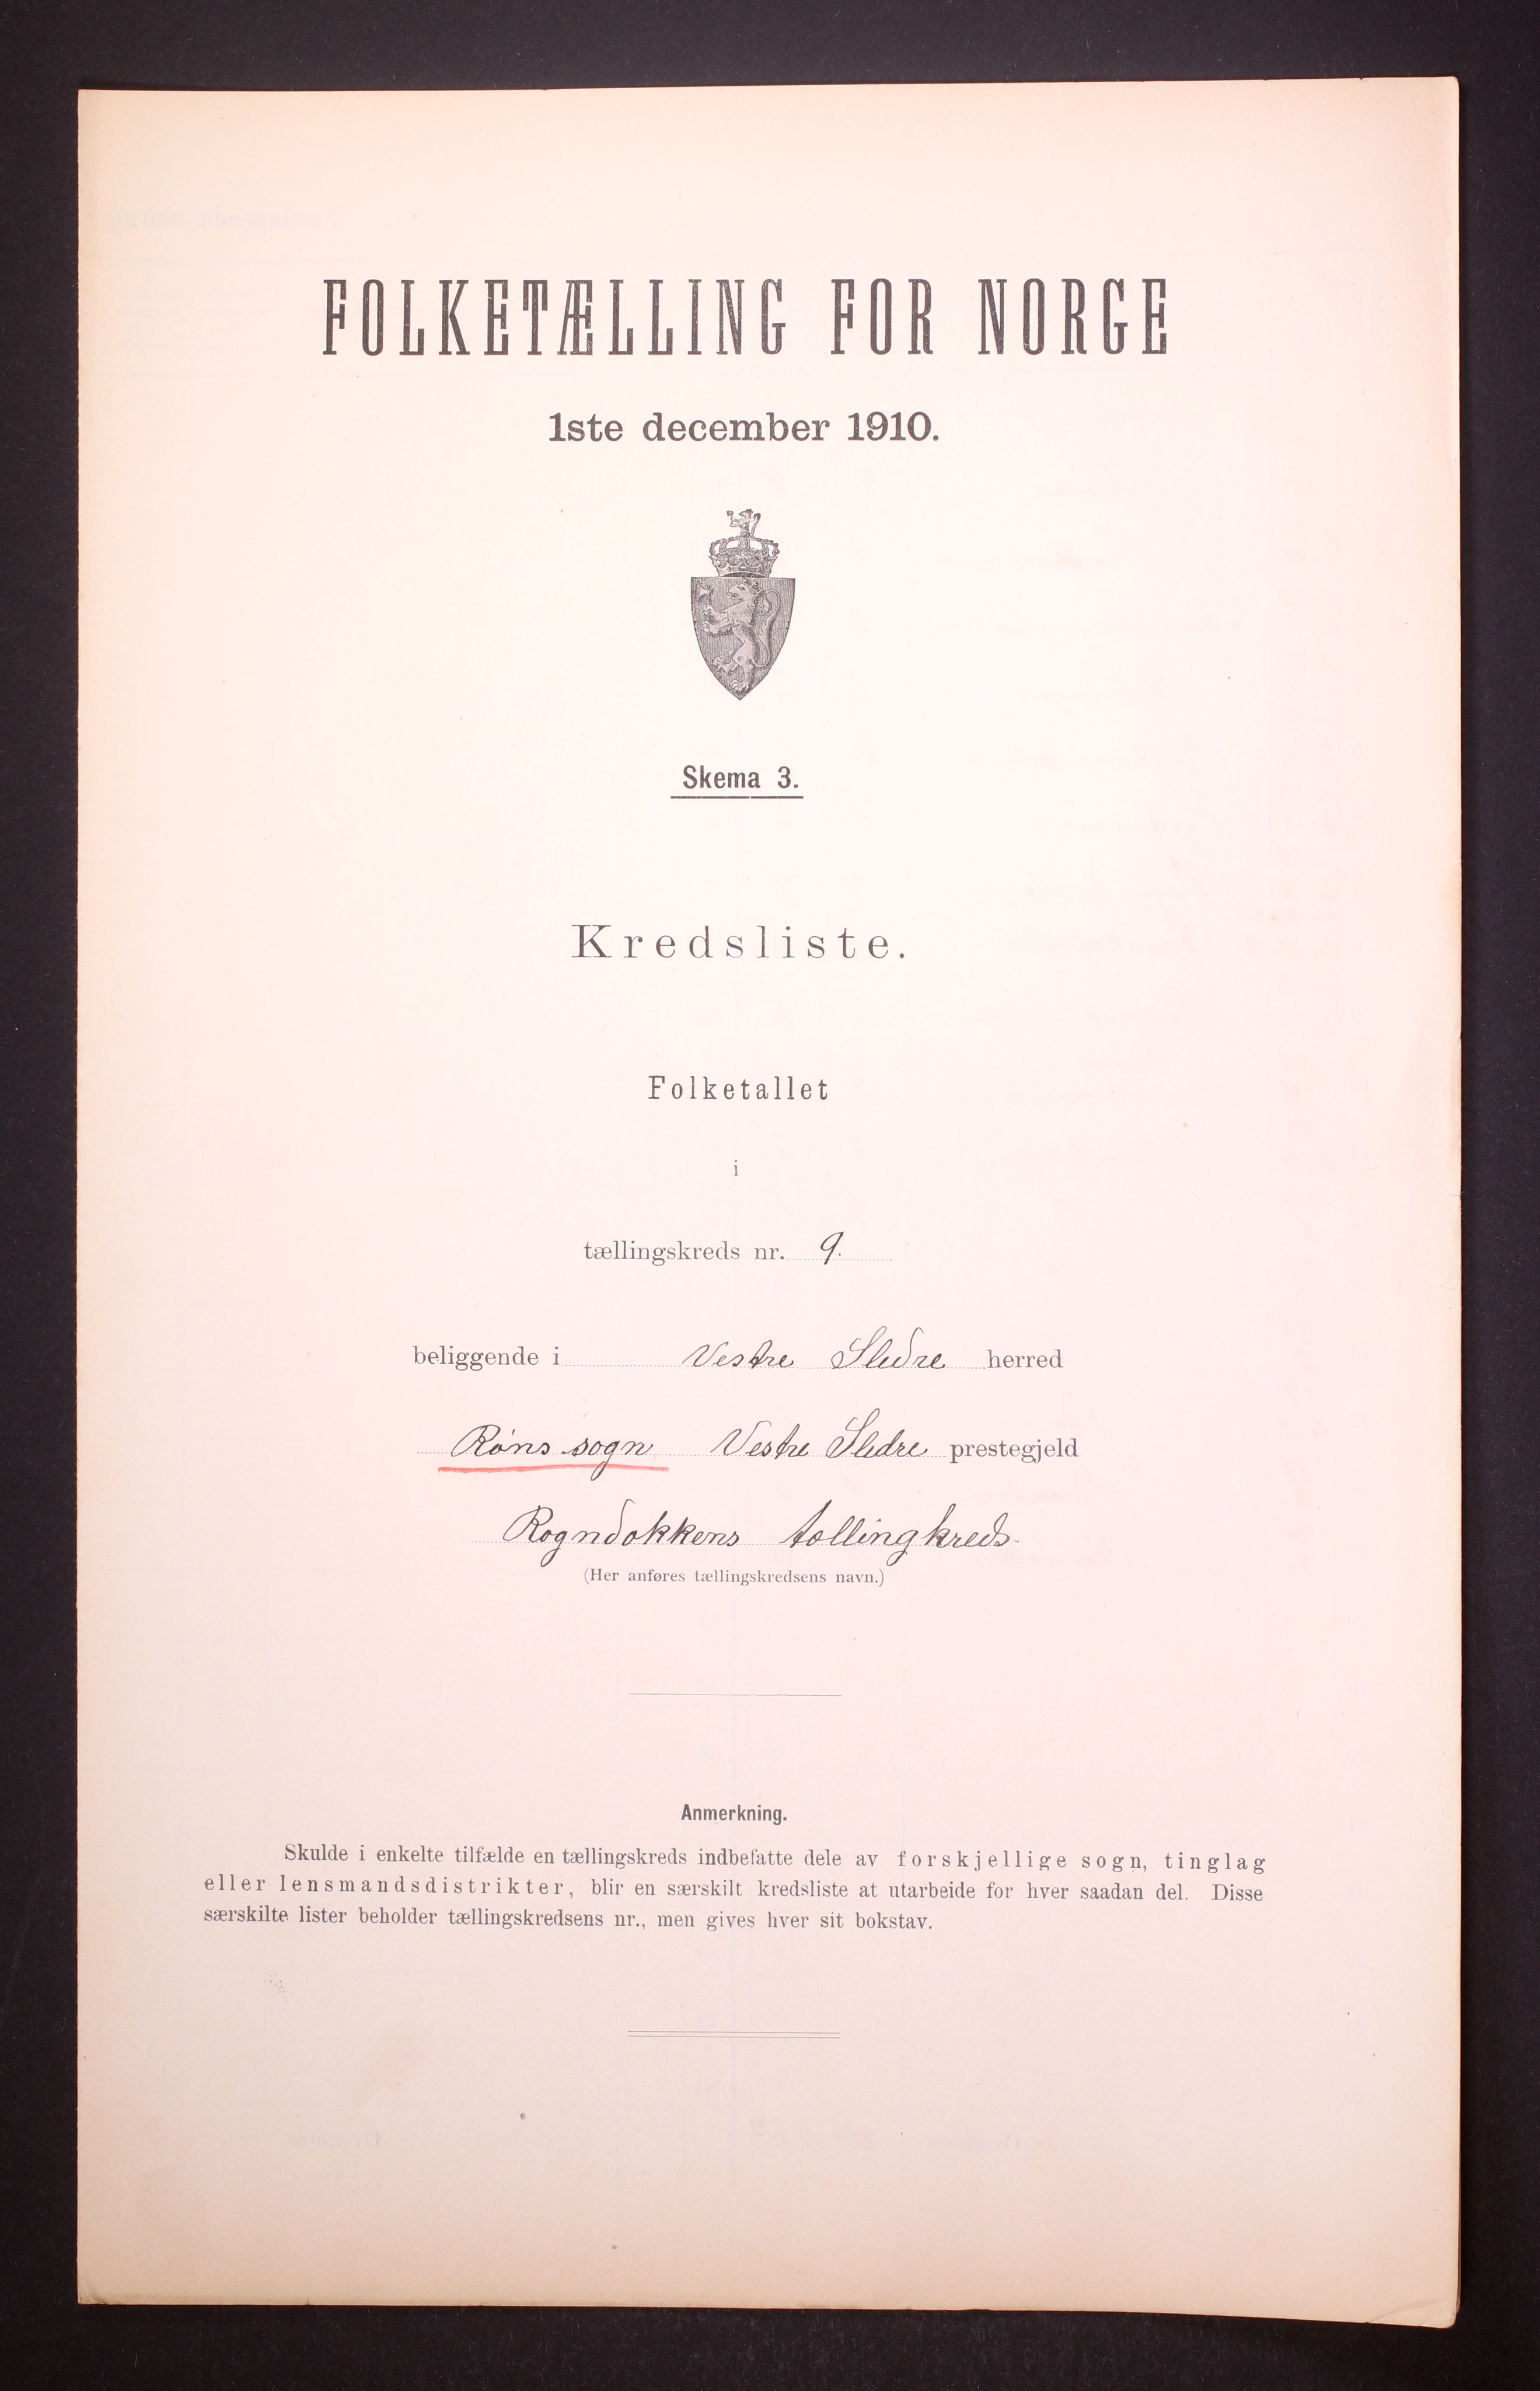 FOLKETÆLLING FOR NORGE
1ste december 1910.
Skema 3.
Kredsliste.
Folketallet
i
tællingskreds nr. 9.
beliggende i Vestre Slidre herred
Røns sogn Vestre Slidre prestegjeld
Rogndokkens tællingkreds.
(Her anføres tællingskredsens navn.)
Anmerkning.
Skulde i enkelte tilfælde en tællingskreds indbefatte dele av forskjellige sogn, tinglag
eller lensmandsdistrikter, blir en særskilt kredsliste at utarbeide for hver saadan del. Disse
særskilte lister beholder tællingskredsens nr., men gives hver sit bokstav.